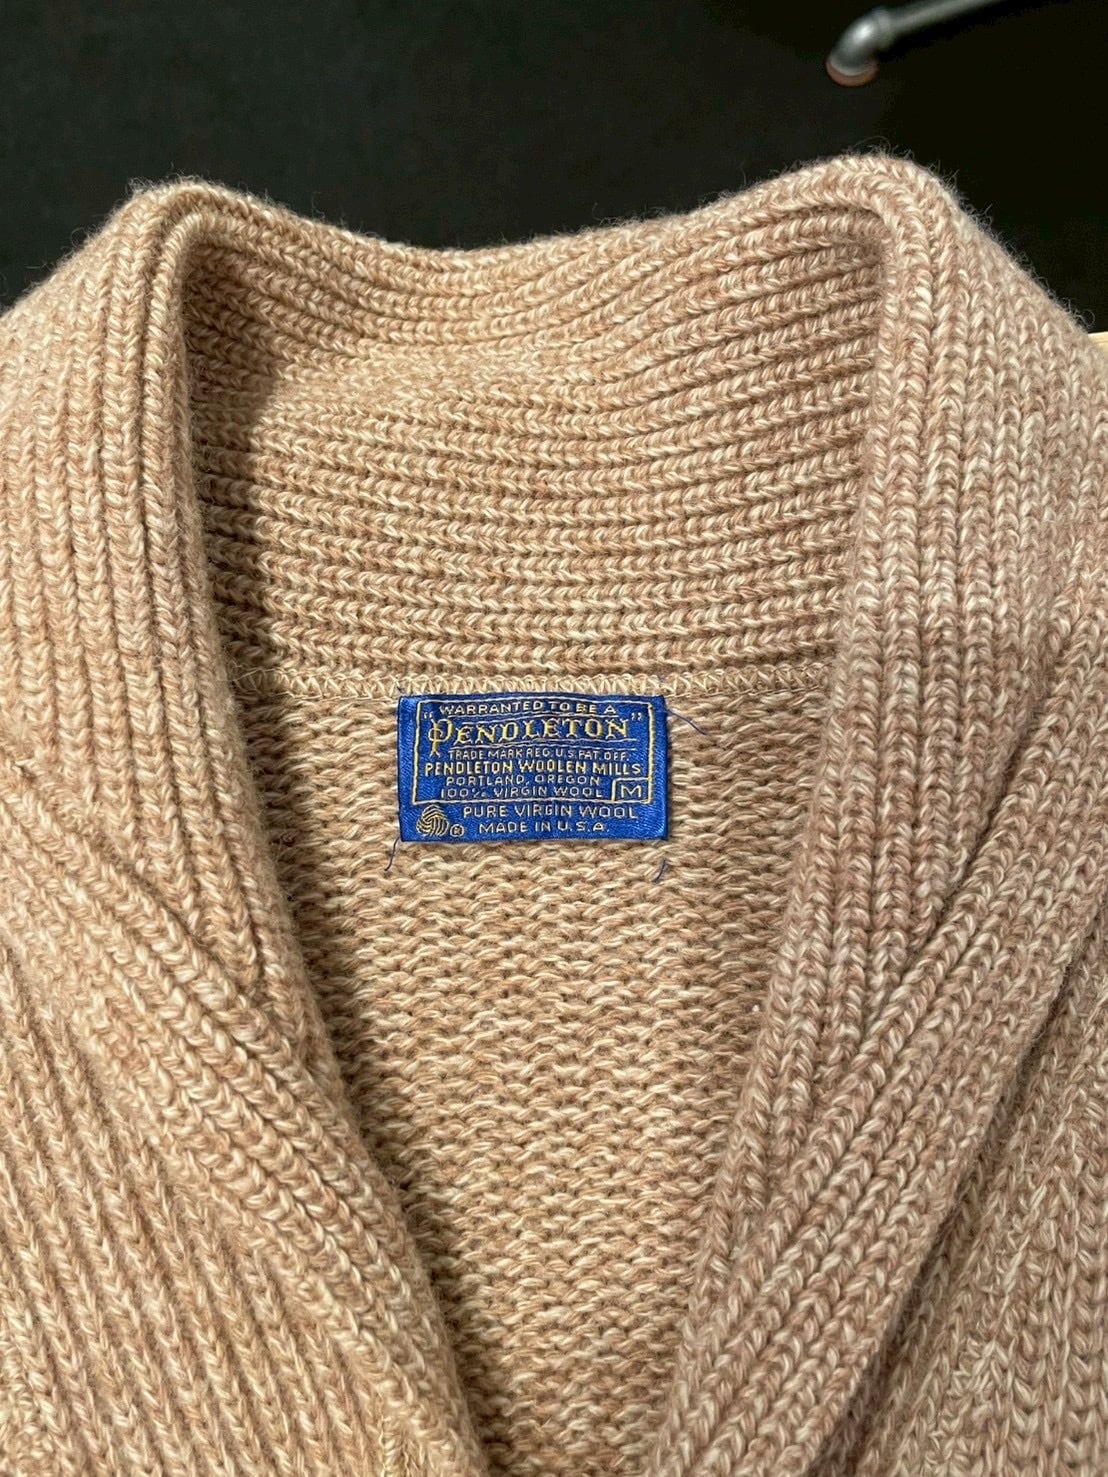 WARRANTED TO BE A
"PENDLETON"
TRADE MARK REG. U.S. PAT. OFF.
PENDLETON WOOLEN MILLS
PORTLAND, OREGON
100% VIRGIN WOOL M
PURE VIRGIN WOOL
® MADE IN U.S.A.